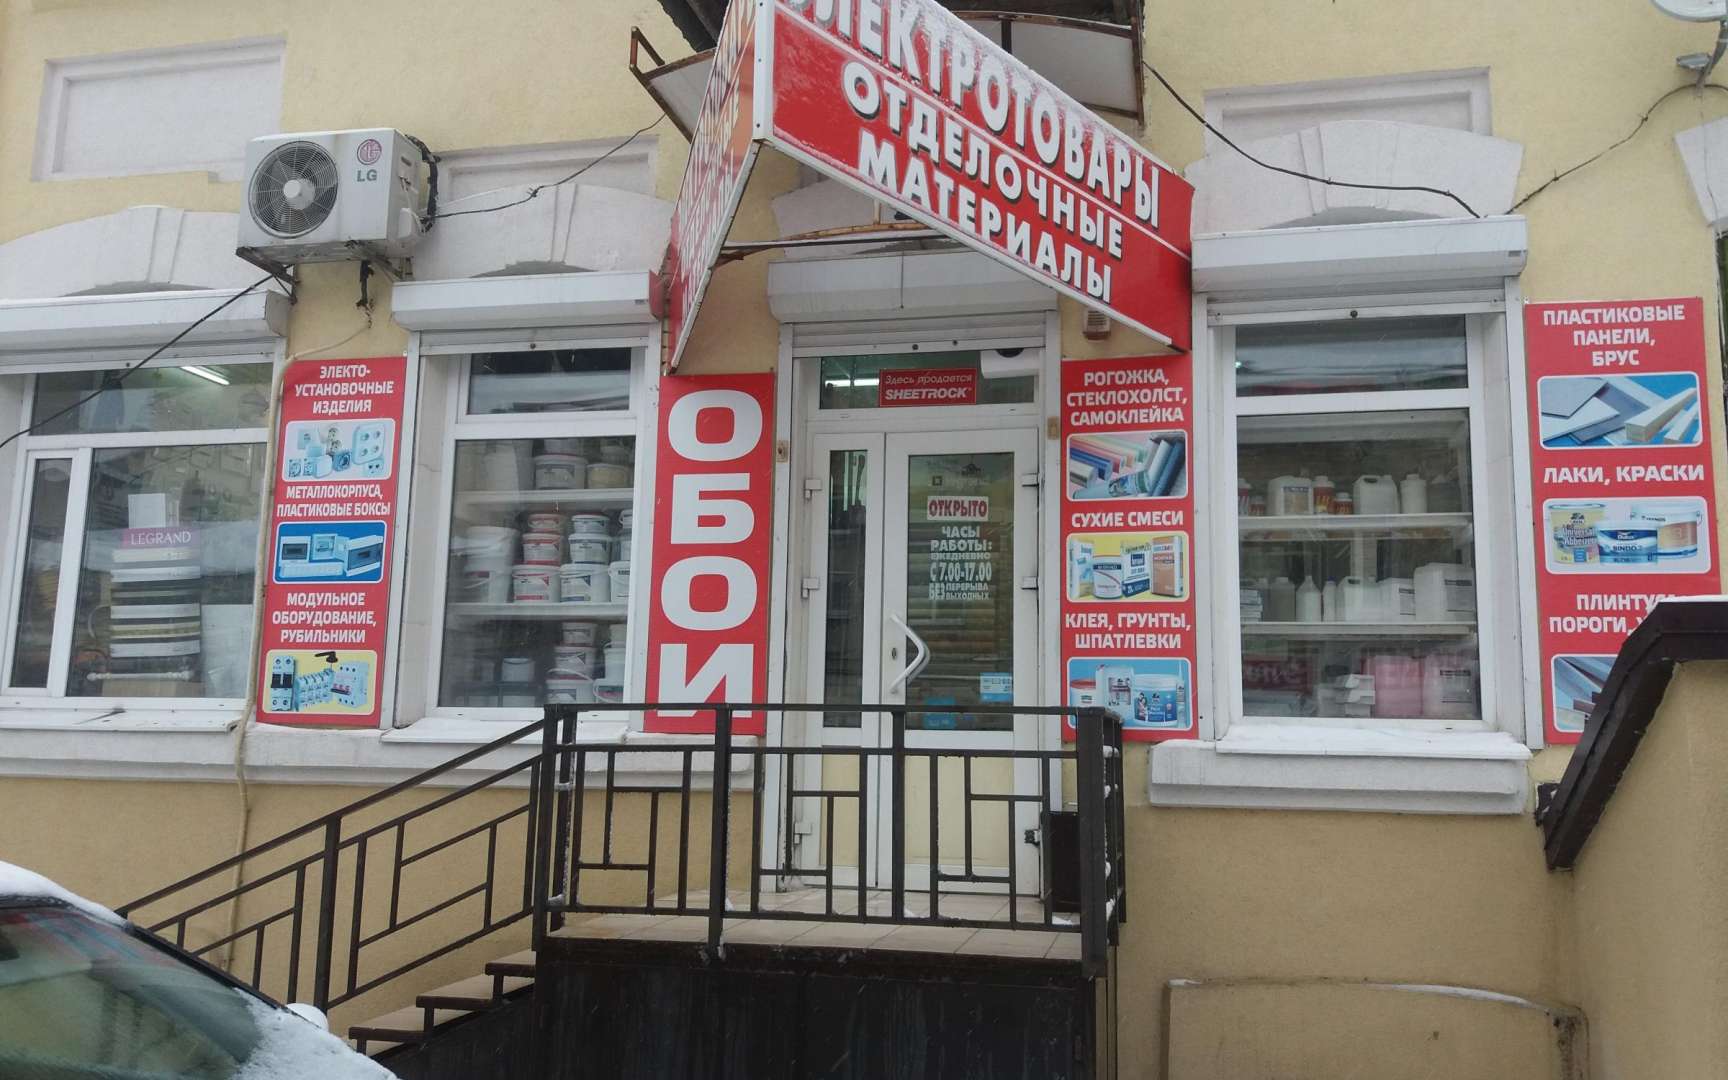 ЭЛЕКТРОТОВАРЫ
ОТДЕЛОЧНЫЕ
МАТЕРИАЛЫ
LG
ЭЛЕКТО-
УСТАНОВОЧНЫЕ
ИЗДЕЛИЯ
МЕТАЛЛОКОРПУСА,
ПЛАСТИКОВЫЕ БОКСЫ
МОДУЛЬНОЕ
ОБОРУДОВАНИЕ,
РУБИЛЬНИКИ
LEGRAND
ОБОИ
Здесь продается
SHEETROCK
ОТКРЫТО
ЧАСЫ
РАБОТЫ:
ЕЖЕДНЕВНО
С 7.00-17.00
БЕЗ ПЕРЕРЫВА
ВЫХОДНЫХ
РОГОЖКА,
СТЕКЛОХОЛСТ,
САМОКЛЕЙКА
СУХИЕ СМЕСИ
КЛЕЯ, ГРУНТЫ,
ШПАТЛЕВКИ
ПЛАСТИКОВЫЕ
ПАНЕЛИ,
БРУС
ЛАКИ, КРАСКИ
ПЛИНТУСА
ПОРОГИ,